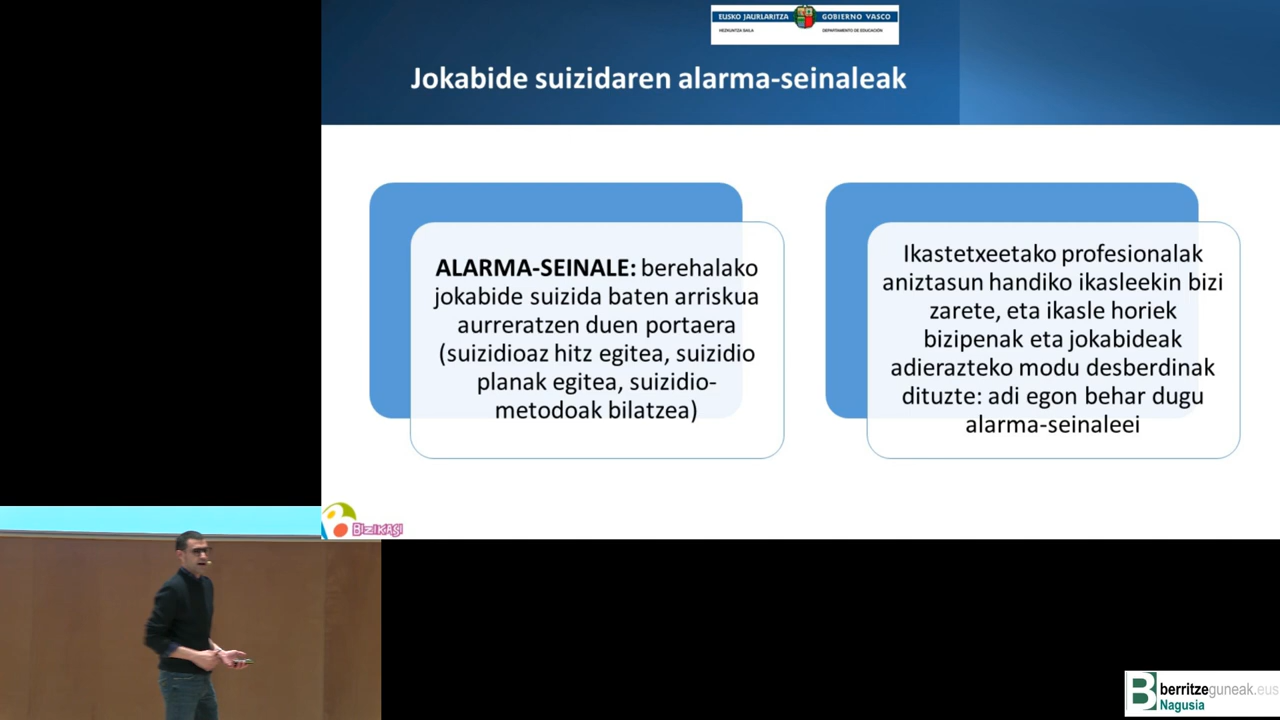 EUSKO JAURLARITZA
GOBIERNO VASCO
HEZKUNTZA SAILA
DEPARTAMENTO DE EDUCACIÓN
Jokabide suizidaren alarma-seinaleak
ALARMA-SEINALE: berehalako
jokabide suizida baten arriskua
aurreratzen duen portaera
(suizidioaz hitz egitea, suizidio
planak egitea, suizidio-
metodoak bilatzea)
Ikastetxeetako profesionalak
aniztasun handiko ikasleekin bizi
zarete, eta ikasle horiek
bizipenak eta jokabideak
adierazteko modu desberdinak
dituzte: adi egon behar dugu
alarma-seinaleei
BIZIKASI
berritzeguneak.eus
Nagusia